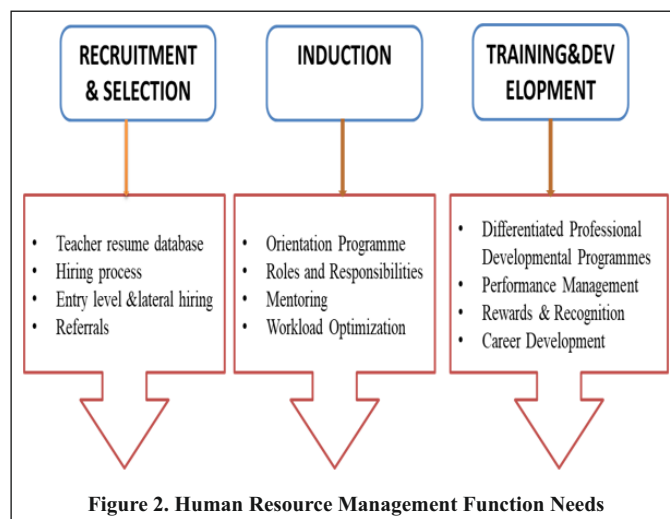 RECRUITMENT
& SELECTION
INDUCTION
TRAINING&DEV
ELOPMENT
• Teacher resume database
• Hiring process
• Entry level &lateral hiring
• Referrals
• Orientation Programme
• Roles and Responsibilities
• Mentoring
• Workload Optimization
• Differentiated Professional
Developmental Programmes
• Performance Management
• Rewards & Recognition
• Career Development
Figure 2. Human Resource Management Function Needs